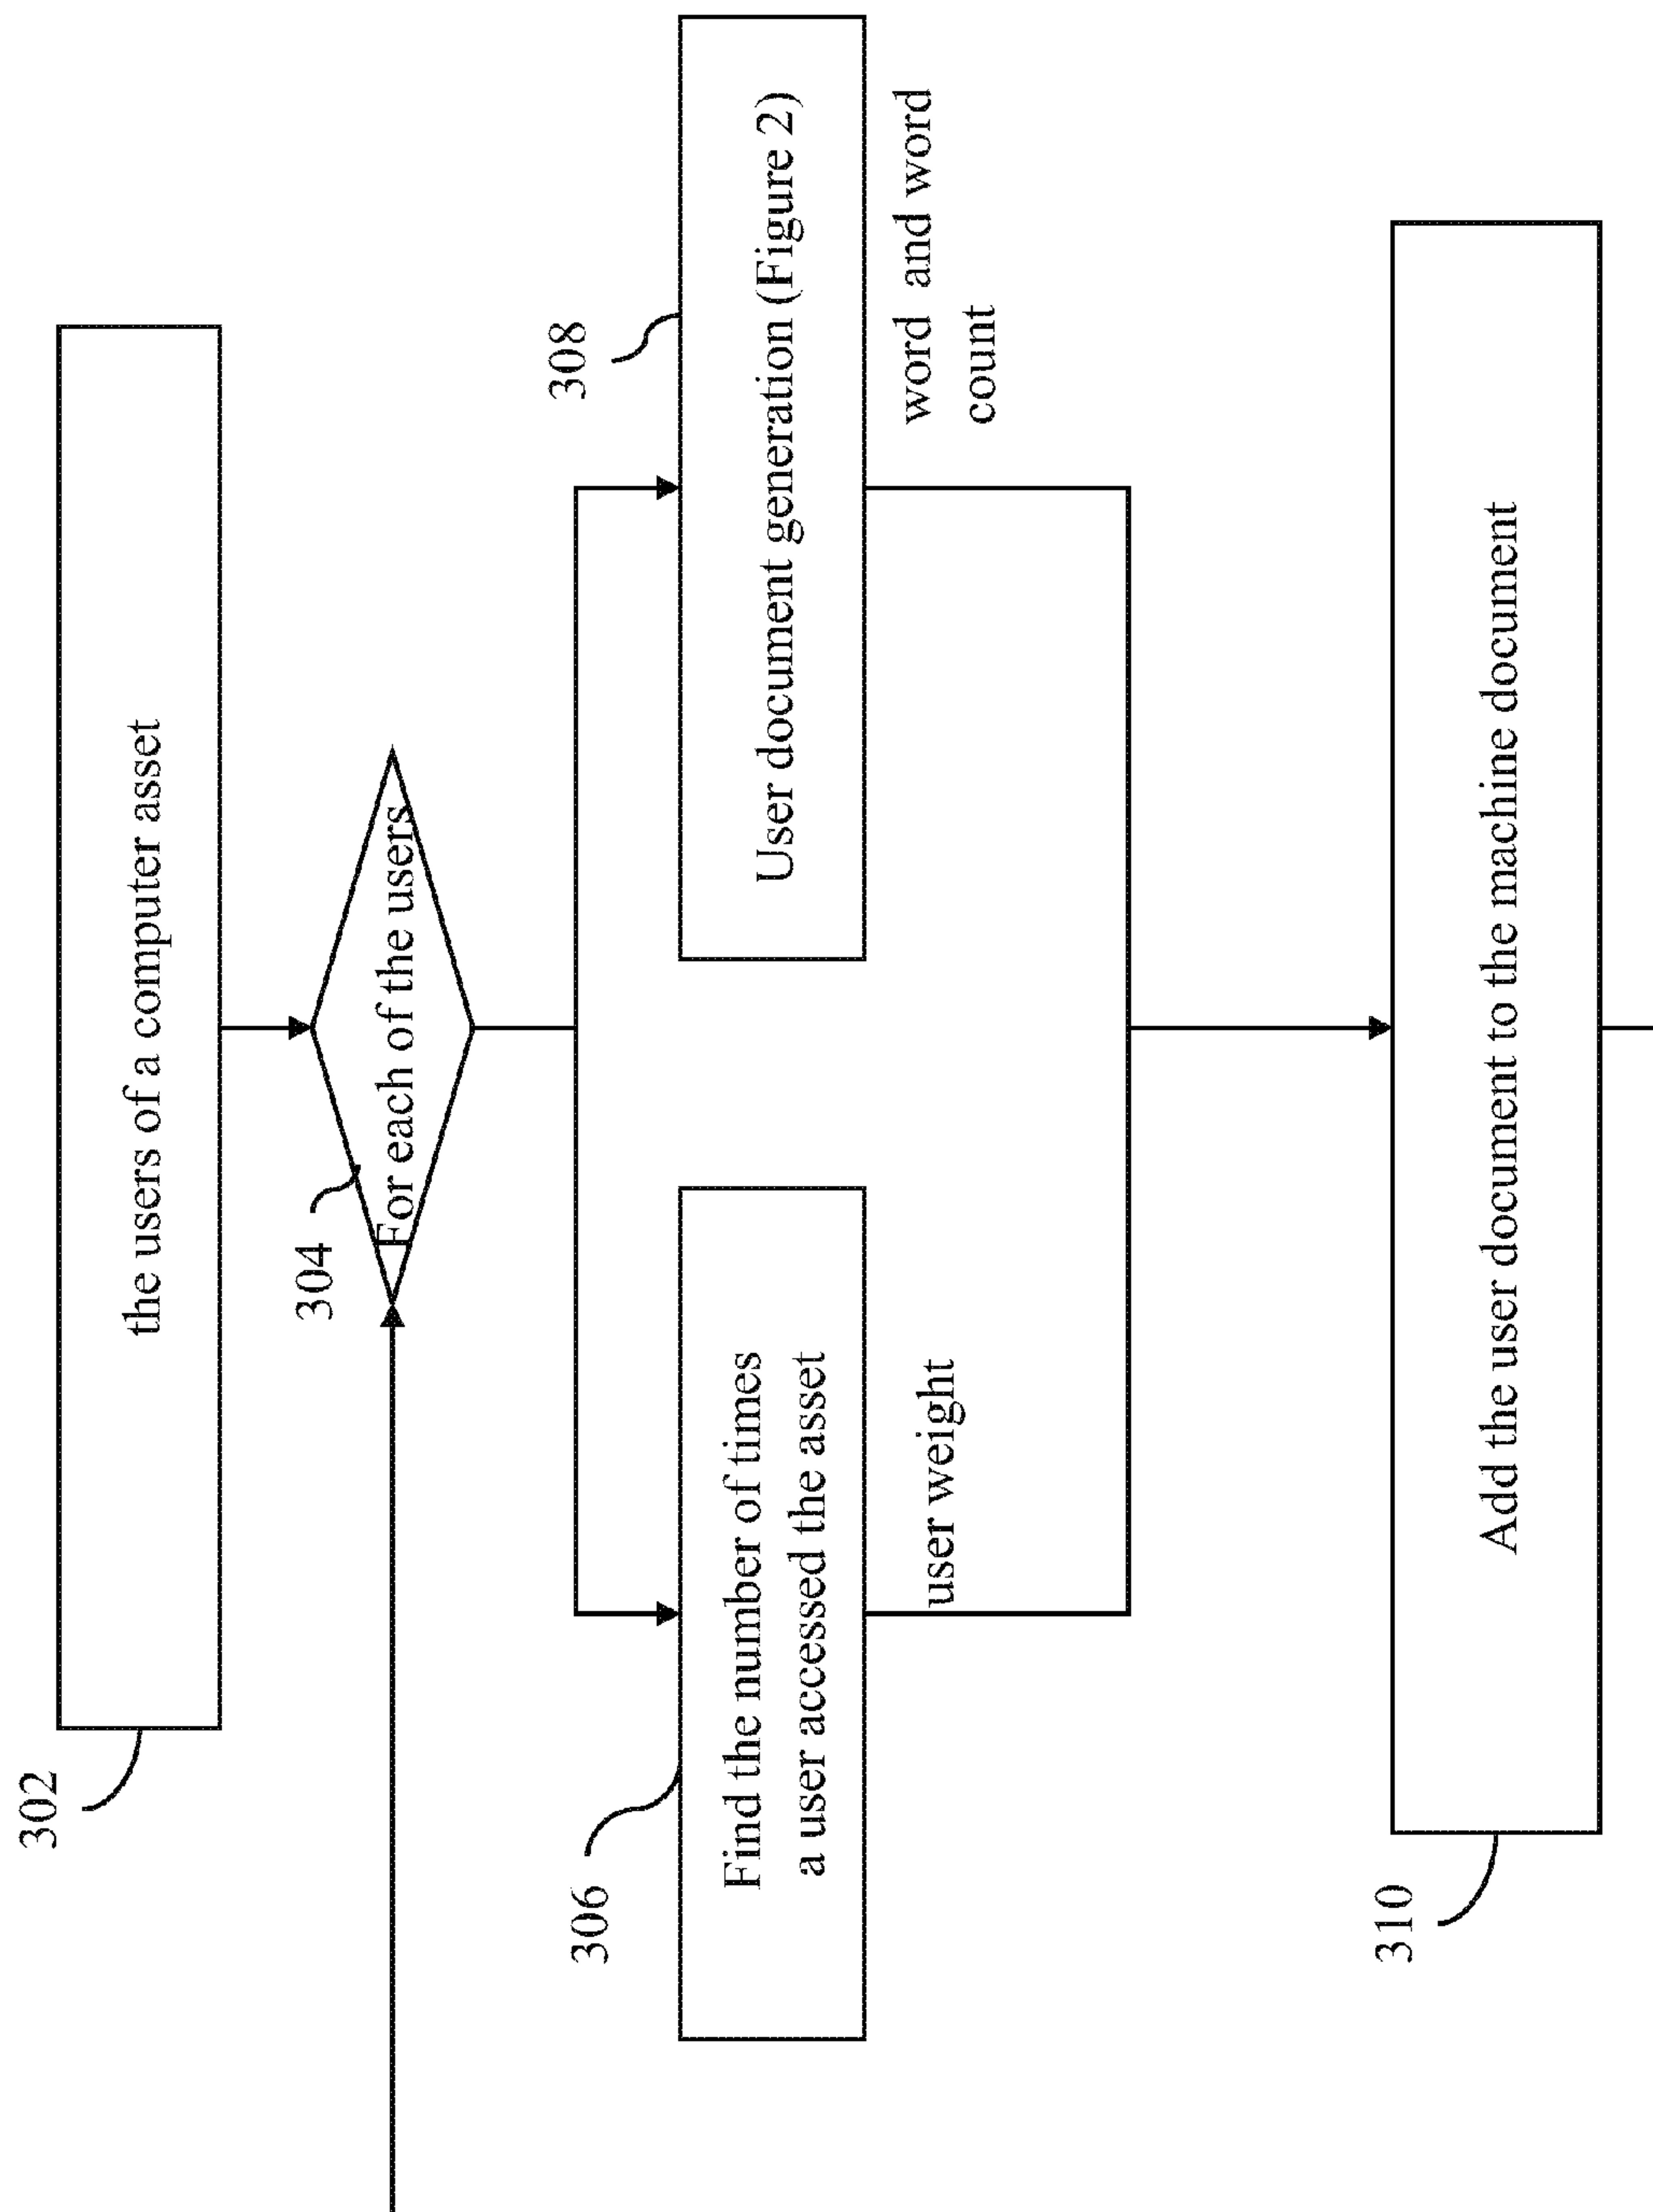 302
the users of a computer asset
304
For each of the users
306
Find the number of times
a user accessed the asset
308
User document generation (Figure 2)
user weight
word and word
count
310
Add the user document to the machine document